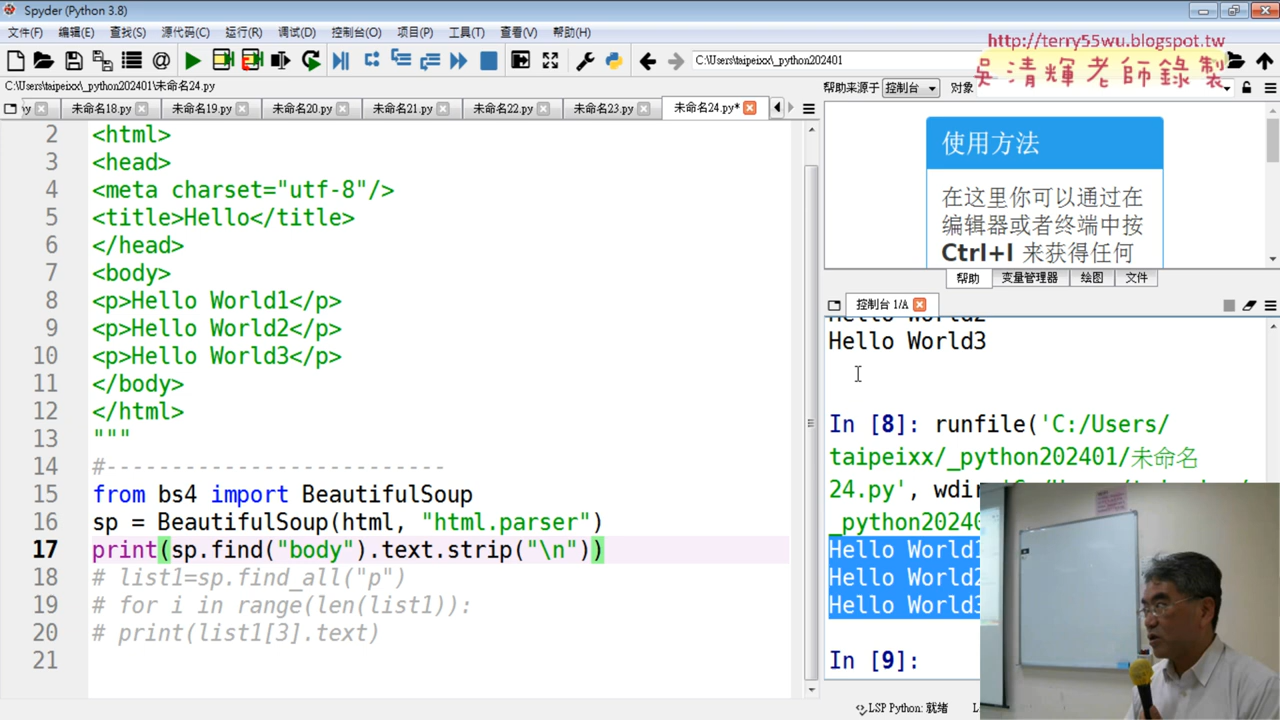 Spyder (Python 3.8)
文件(F) 编辑(E) 查找(S) 源代码(C) 运行(R) 调试(D) 控制台(O) 项目(P) 工具(T) 查看(V) 帮助(H)
C:\Users\taipeixx\_python202401
http://terry55wu.blogspot.tw
吳清輝老師錄製
C:\Users\taipeixx\_python202401\未命名24.py
帮助来源于 控制台 对象
y 未命名18.py 未命名19.py 未命名20.py 未命名21.py 未命名22.py 未命名23.py 未命名24.py*
2 <html>
3 <head>
4 <meta charset="utf-8"/>
5 <title>Hello</title>
6 </head>
7 <body>
8 <p>Hello World1</p>
9 <p>Hello World2</p>
10 <p>Hello World3</p>
11 </body>
12 </html>
13 """
14 #--------------------------
15 from bs4 import BeautifulSoup
16 sp = BeautifulSoup(html, "html.parser")
17 print(sp.find("body").text.strip("\n"))
18 # list1=sp.find_all("p")
19 # for i in range(len(list1)):
20 # print(list1[3].text)
21
使用方法
在这里你可以通过在
编辑器或者终端中按
Ctrl+I 来获得任何
帮助 变量管理器 绘图 文件
控制台 1/A
Hello World2
Hello World3
In [8]: runfile('C:/Users/
taipeixx/_python202401/未命名
24.py', wdir
_python20240
Hello World1
Hello World2
Hello World3
In [9]:
LSP Python: 就绪